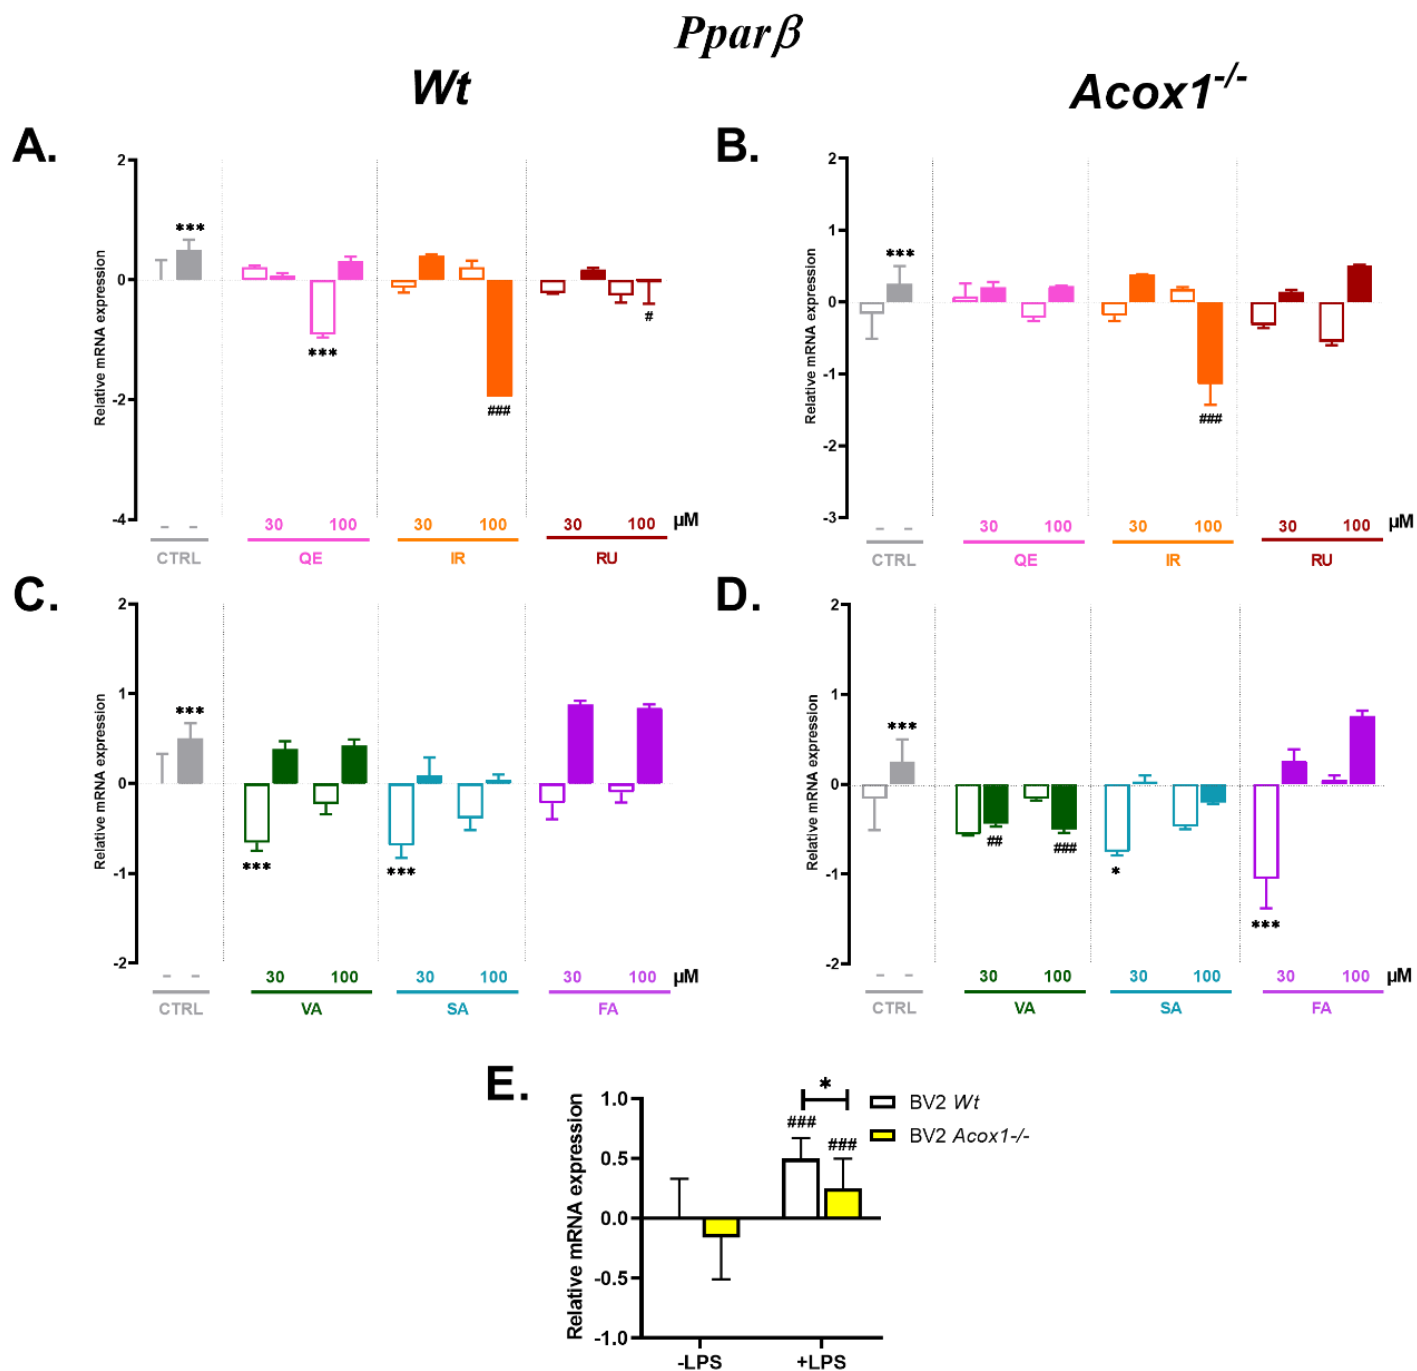 Pparβ
Wt
Acox1-/-
A.
2
0
-2
-4
Relative mRNA expression
***
***
###
#
– –
30 100
30 100
30 100
µM
CTRL QE IR RU
B.
2
1
0
-1
-2
-3
Relative mRNA expression
***
###
– –
30 100
30 100
30 100
µM
CTRL QE IR RU
C.
2
1
0
-1
-2
Relative mRNA expression
***
***
***
– –
30 100
30 100
30 100
µM
CTRL VA SA FA
D.
2
1
0
-1
-2
Relative mRNA expression
***
##
###
*
***
– –
30 100
30 100
30 100
µM
CTRL VA SA FA
E.
1.0
0.5
0.0
-0.5
-1.0
Relative mRNA expression
*
###
###
BV2 Wt
BV2 Acox1-/-
-LPS +LPS